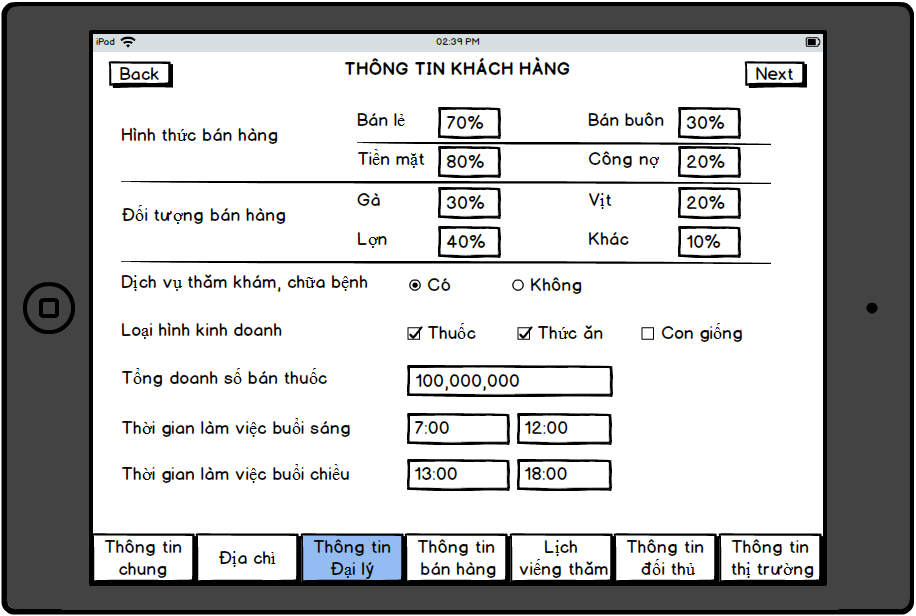 iPad 02:39 PM
Back THÔNG TIN KHÁCH HÀNG Next
Hình thức bán hàng
Bán lẻ 70% Bán buôn 30%
Tiền mặt 80% Công nợ 20%
Đối tượng bán hàng
Gà 30% Vịt 20%
Lợn 40% Khác 10%
Dịch vụ thăm khám, chữa bệnh Có Không
Loại hình kinh doanh Thuốc Thức ăn Con giống
Tổng doanh số bán thuốc 100,000,000
Thời gian làm việc buổi sáng 7:00 12:00
Thời gian làm việc buổi chiều 13:00 18:00
Thông tin chung
Địa chỉ
Thông tin Đại lý
Thông tin bán hàng
Lịch viếng thăm
Thông tin đối thủ
Thông tin thị trường